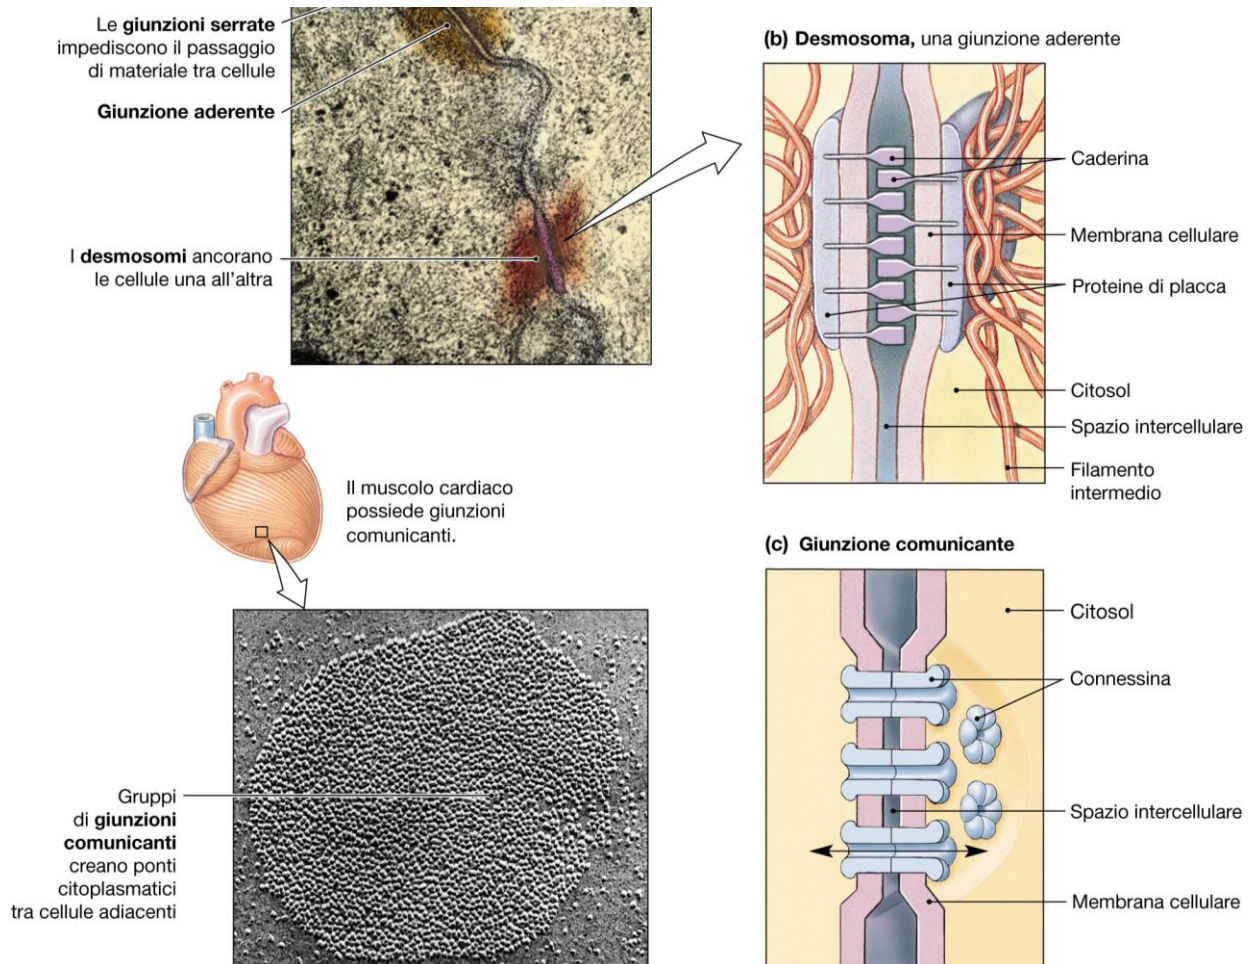 Le giunzioni serrate
impediscono il passaggio
di materiale tra cellule
Giunzione aderente
I desmosomi ancorano
le cellule una all'altra
(b) Desmosoma, una giunzione aderente
Caderina
Membrana cellulare
Proteine di placca
Citosol
Spazio intercellulare
Filamento
intermedio
Il muscolo cardiaco
possiede giunzioni
comunicanti.
Gruppi
di giunzioni
comunicanti
creano ponti
citoplasmatici
tra cellule adiacenti
(c) Giunzione comunicante
Citosol
Connessina
Spazio intercellulare
Membrana cellulare